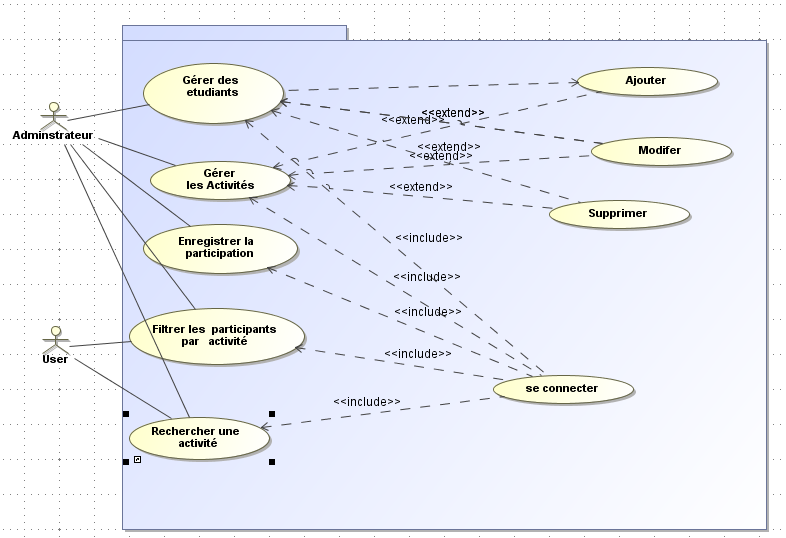 Gérer des
etudiants
Ajouter
<<extend>>
<<extend>>
Adminstrateur
<<extend>>
<<extend>>
Modifer
Gérer
les Activités
<<extend>>
Supprimer
Enregistrer la
participation
<<include>>
<<include>>
<<include>>
Filtrer les participants
par activité
<<include>>
User
se connecter
<<include>>
Rechercher une
activité